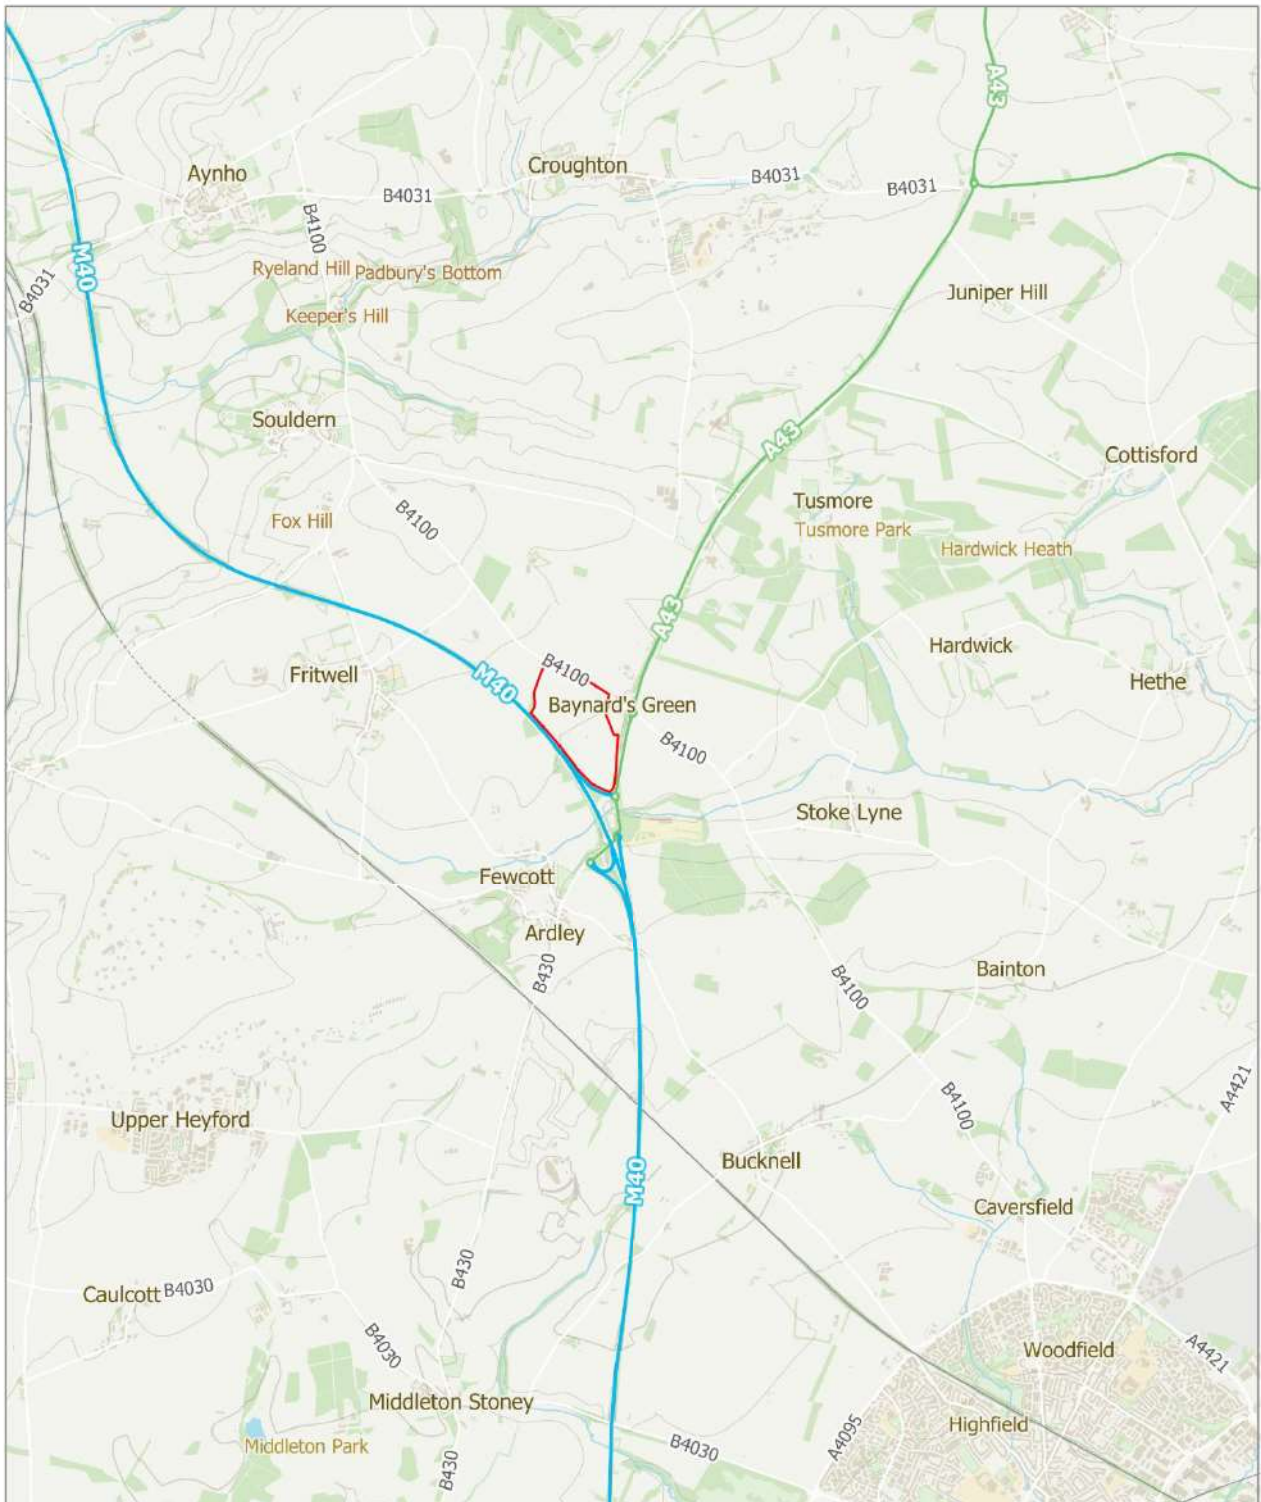 A43
Croughton
Aynho
B4031
B4031
B4031
B4100
M40
Ryeland Hill
Padbury's Bottom
B4031
Juniper Hill
Keeper's Hill
Souldern
A43
Cottisford
Tusmore
Fox Hill
B4100
Tusmore Park
Hardwick Heath
A43
Hardwick
Fritwell
B4100
M40
Hethe
Baynard's Green
B4100
Stoke Lyne
Fewcott
Ardley
B430
Bainton
B4100
A4421
B4100
Upper Heyford
Bucknell
M40
Caversfield
B430
Caulcott
B4030
B4030
Woodfield
A4421
Middleton Stoney
Highfield
A4095
Middleton Park
B4030
B430